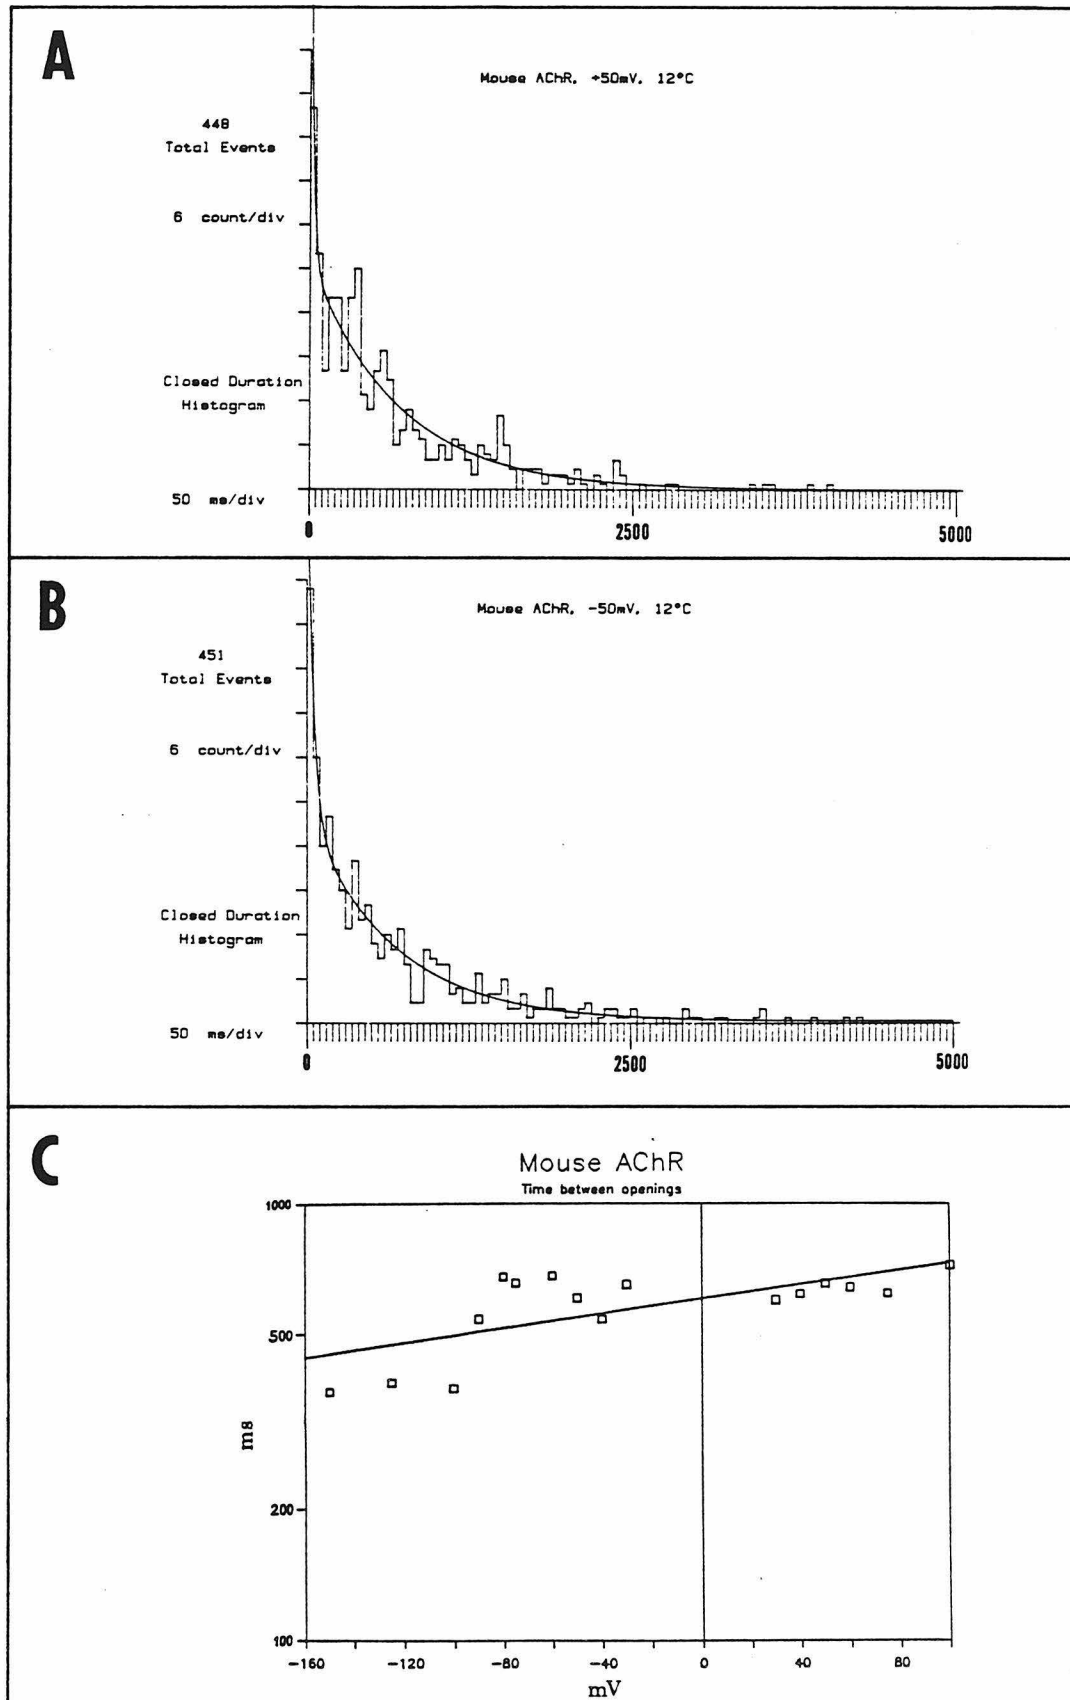 A
Mouse AChR, +50mV, 12°C
448
Total Events
6 count/div
Closed Duration
Histogram
50 ms/div
0 2500 5000
B
Mouse AChR, -50mV, 12°C
451
Total Events
6 count/div
Closed Duration
Histogram
50 ms/div
0 2500 5000
C
Mouse AChR
Time between openings
1000
500
ms
200
100
-160 -120 -80 -40 0 40 80
mV